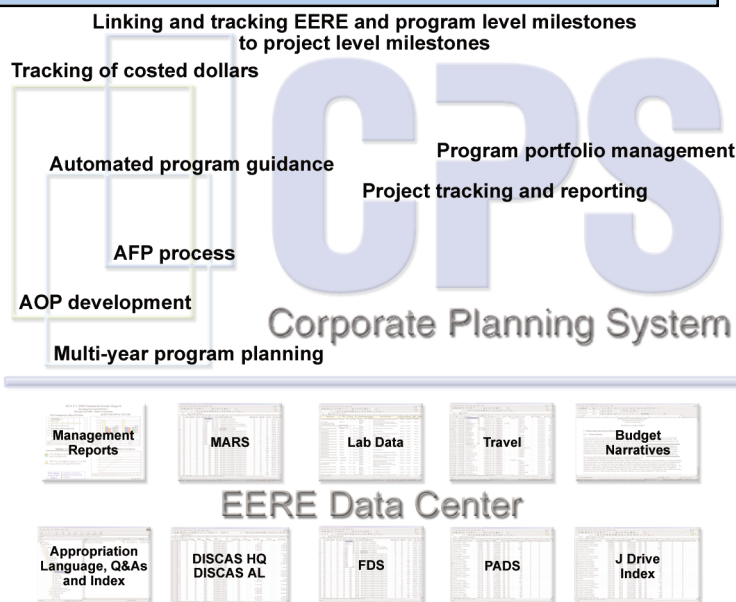 Linking and tracking EERE and program level milestones
to project level milestones
Tracking of costed dollars
CPS
Program portfolio management
Automated program guidance
Project tracking and reporting
AFP process
AOP development
Corporate Planning System
Multi-year program planning
Management
Reports
MARS
Lab Data
Travel
Budget
Narratives
EERE Data Center
Appropriation
Language, Q&As
and Index
DISCAS HQ
DISCAS AL
FDS
PADS
J Drive
Index